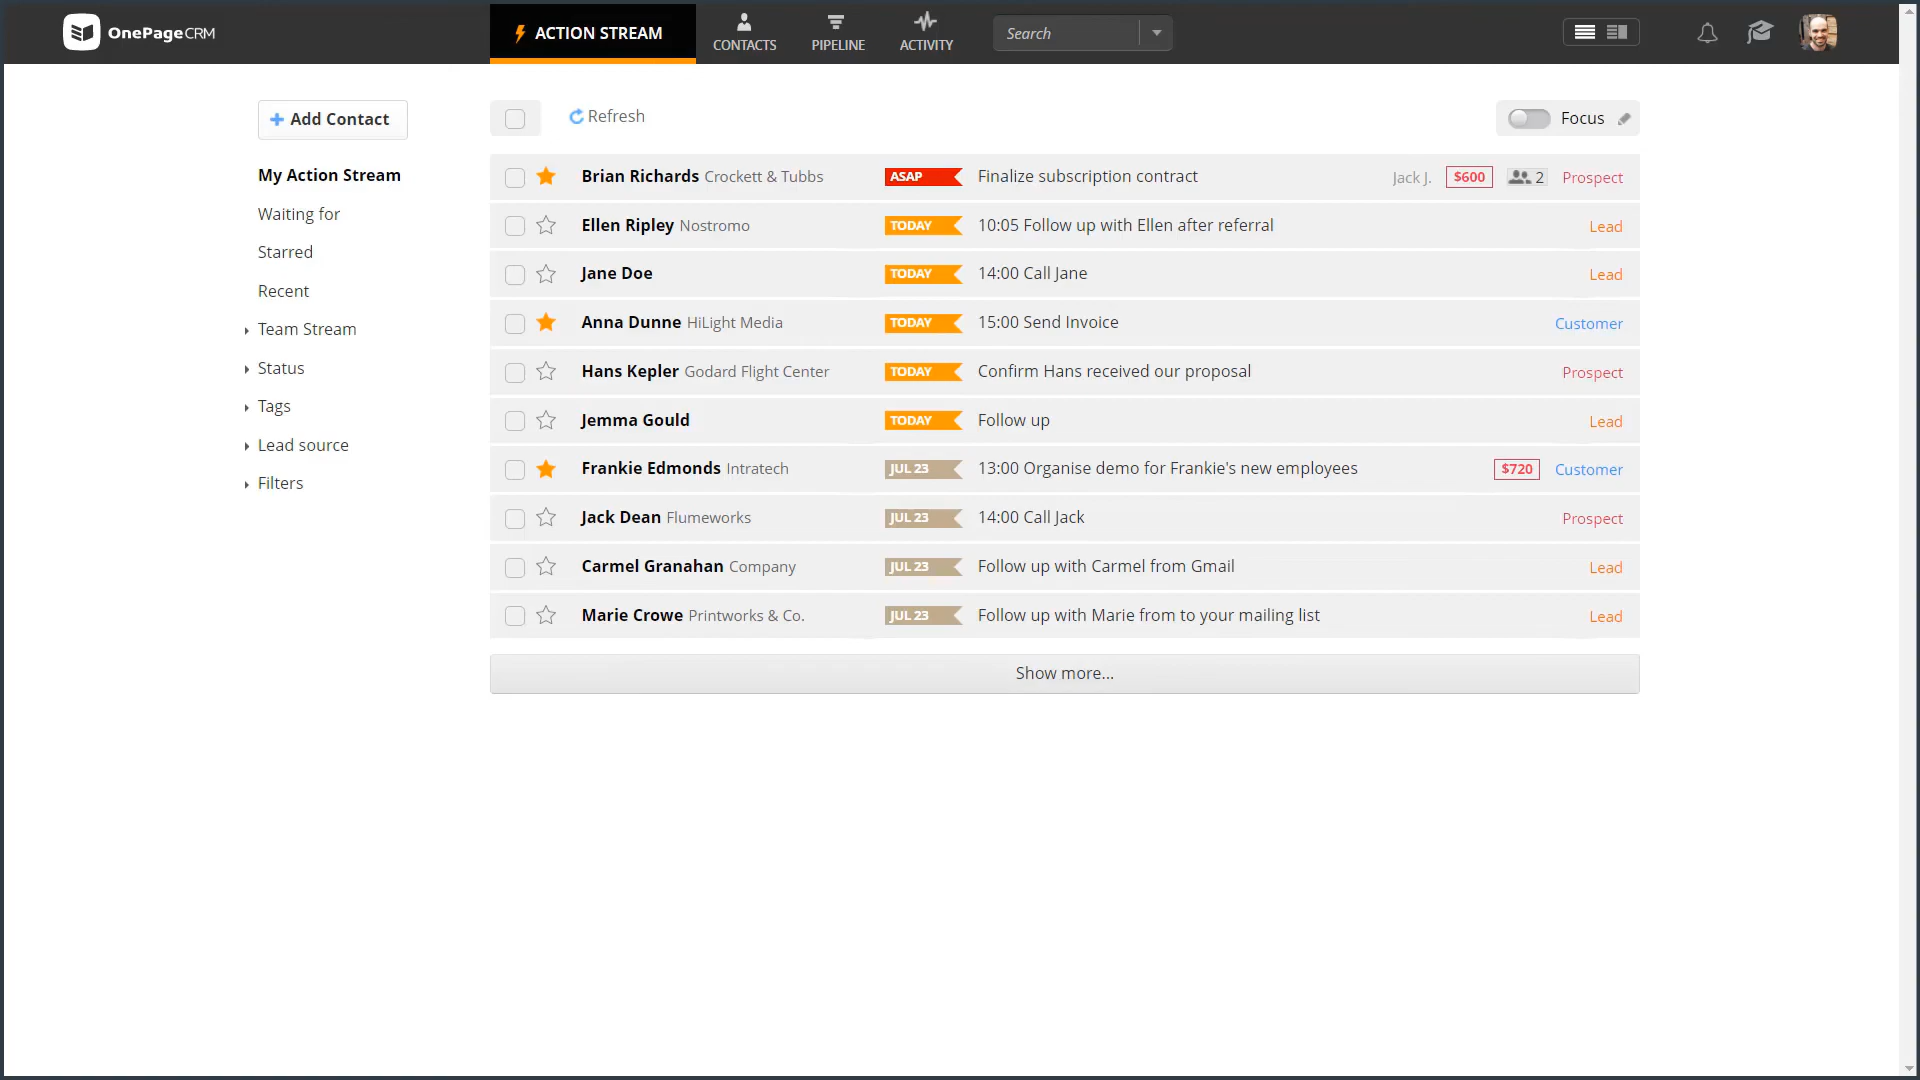 OnePageCRM
ACTION STREAM
CONTACTS
PIPELINE
ACTIVITY
Search
Add Contact
Refresh
Focus
My Action Stream
Waiting for
Starred
Recent
Team Stream
Status
Tags
Lead source
Filters
Brian Richards Crockett & Tubbs ASAP Finalize subscription contract Jack J. $600 2 Prospect
Ellen Ripley Nostromo TODAY 10:05 Follow up with Ellen after referral Lead
Jane Doe TODAY 14:00 Call Jane Lead
Anna Dunne HiLight Media TODAY 15:00 Send Invoice Customer
Hans Kepler Godard Flight Center TODAY Confirm Hans received our proposal Prospect
Jemma Gould TODAY Follow up Lead
Frankie Edmonds Intratech JUL 23 13:00 Organise demo for Frankie's new employees $720 Customer
Jack Dean Flumeworks JUL 23 14:00 Call Jack Prospect
Carmel Granahan Company JUL 23 Follow up with Carmel from Gmail Lead
Marie Crowe Printworks & Co. JUL 23 Follow up with Marie from to your mailing list Lead
Show more...